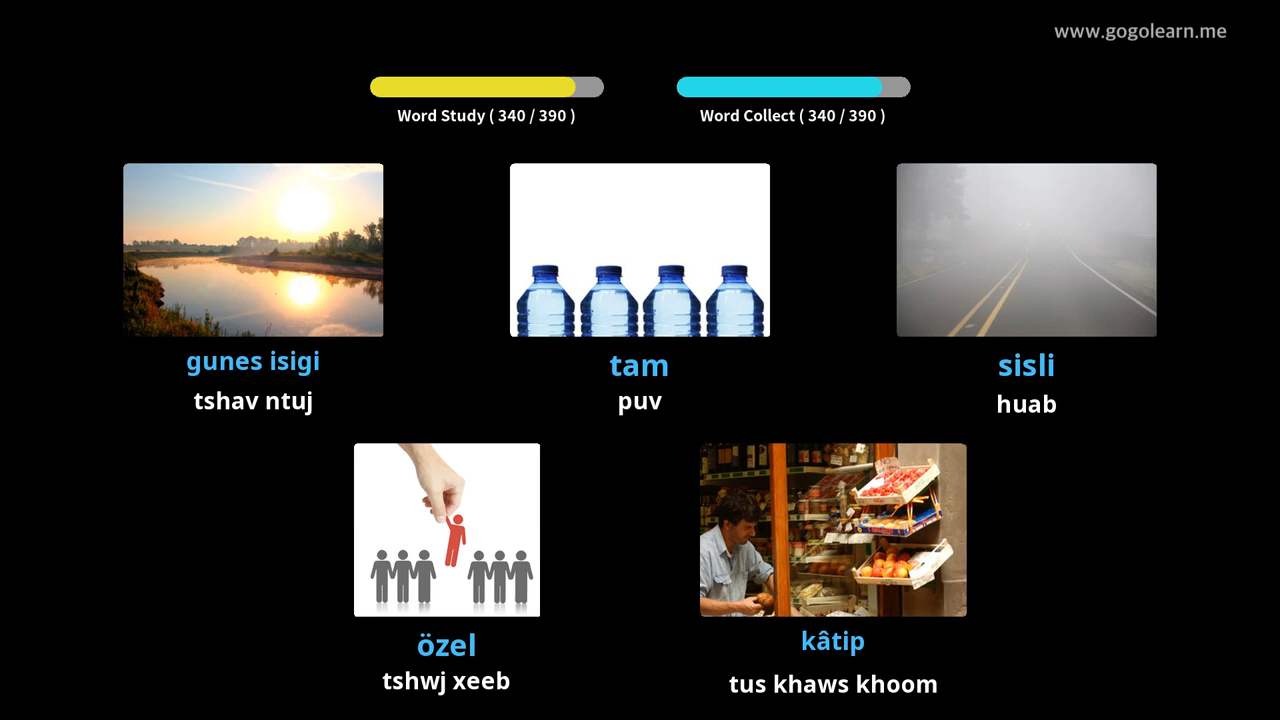 www.gogolearn.me
Word Study ( 340 / 390 )
Word Collect ( 340 / 390 )
gunes isigi
tshav ntuj
tam
puv
sisli
huab
özel
tshwj xeeb
kâtip
tus khaws khoom